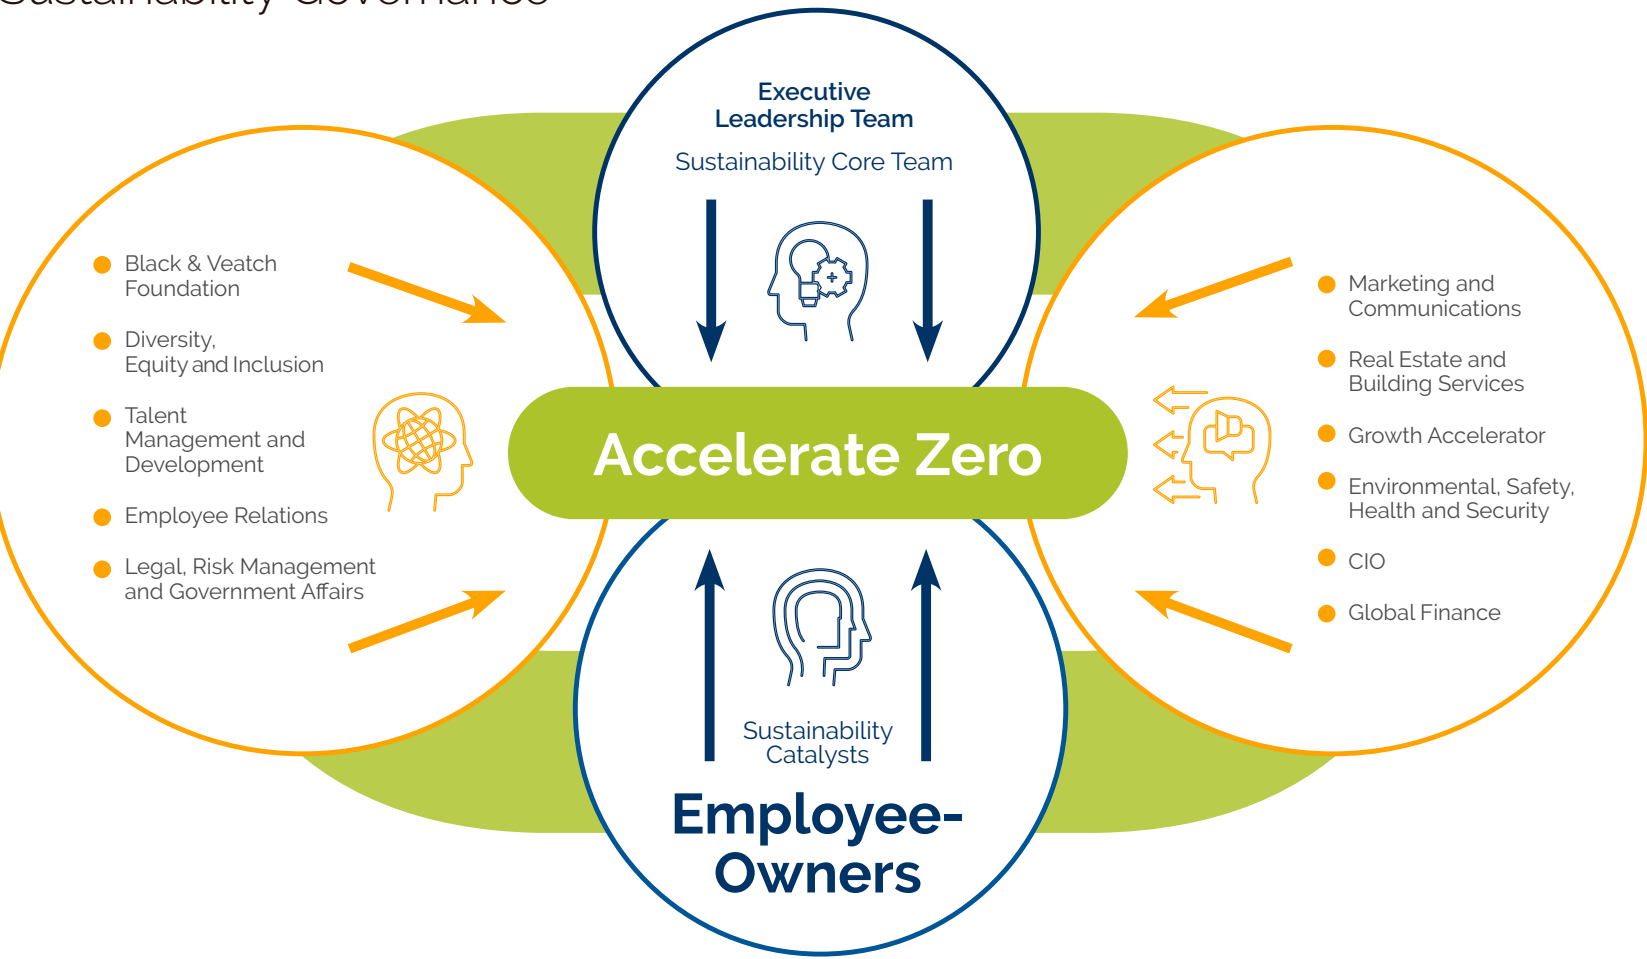 Sustainability Governance
Executive
Leadership Team
Sustainability Core Team
Black & Veatch
Foundation
Diversity,
Equity and Inclusion
Talent
Management and
Development
Employee Relations
Legal, Risk Management
and Government Affairs
Accelerate Zero
Marketing and
Communications
Real Estate and
Building Services
Growth Accelerator
Environmental, Safety,
Health and Security
CIO
Global Finance
Sustainability
Catalysts
Employee-
Owners